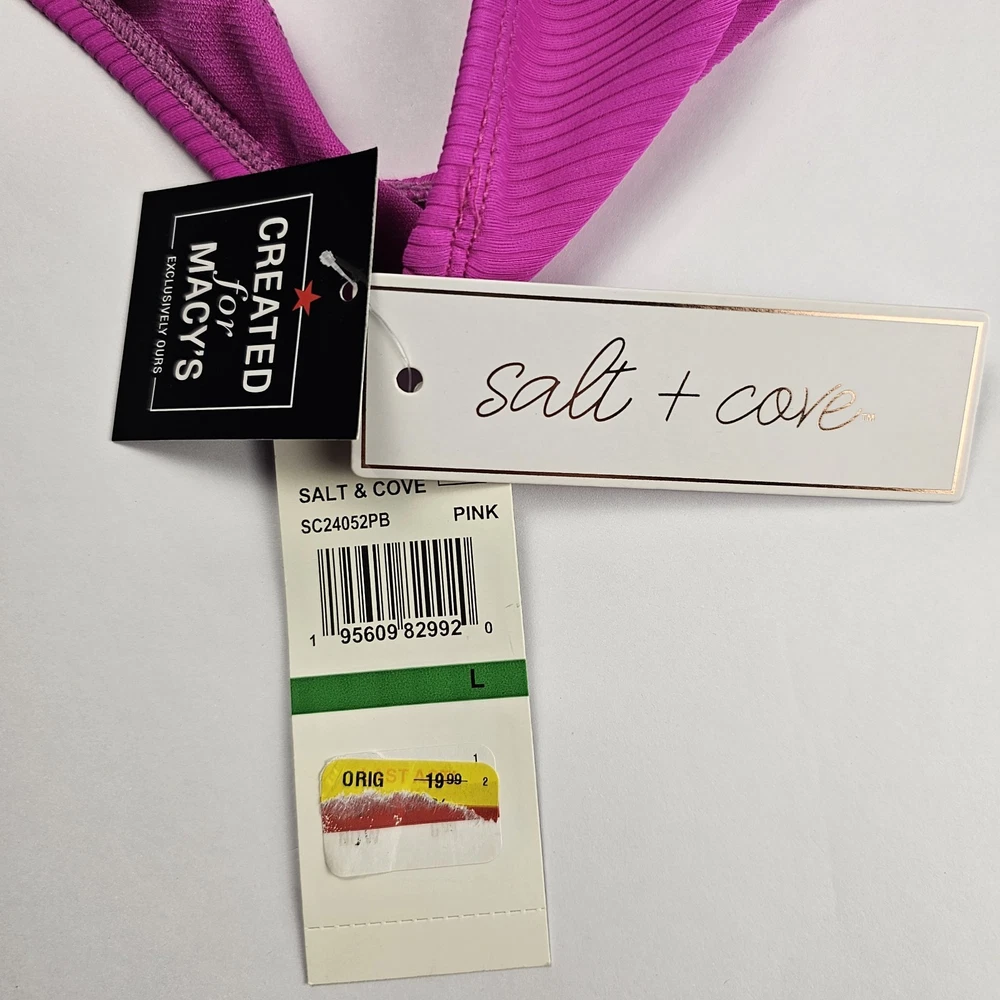 CREATED
for
MACY'S
EXCLUSIVELY OURS
salt + cove™
SALT & COVE
SC24052PB PINK
1 95609 82992 0
L
1
ORIG 19.99 2